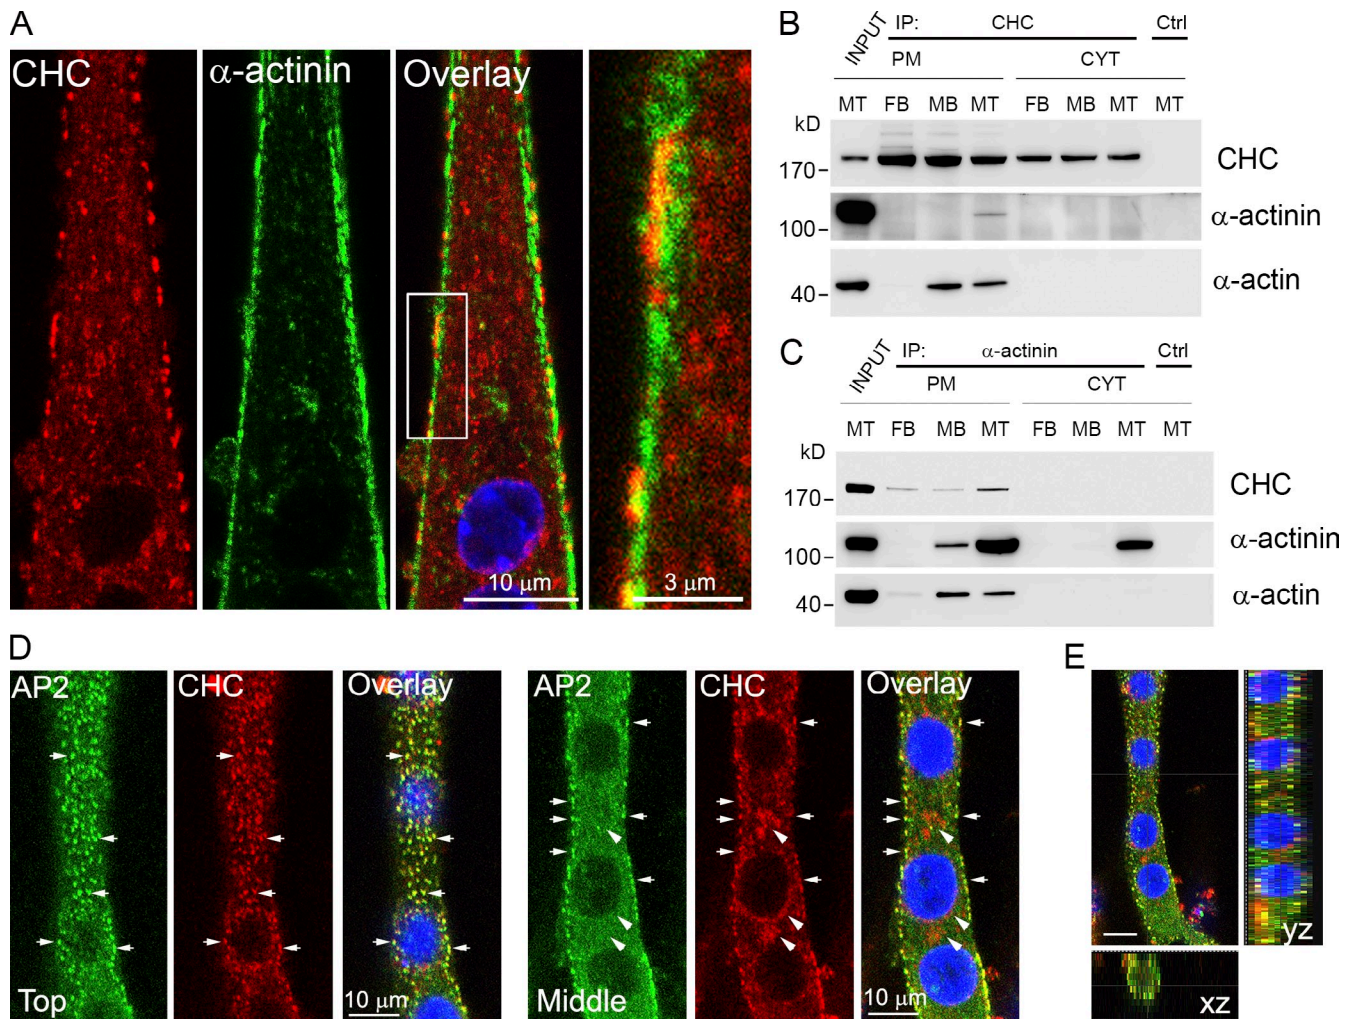 A
CHC
α-actinin
Overlay
10 μm
3 μm
B
INPUT
IP: CHC Ctrl
PM CYT
MT FB MB MT FB MB MT MT
kD
170
CHC
100
α-actinin
40
α-actin
C
INPUT
IP: α-actinin Ctrl
PM CYT
MT FB MB MT FB MB MT MT
kD
170
CHC
100
α-actinin
40
α-actin
D
AP2 CHC Overlay
Top
10 μm
AP2 CHC Overlay
Middle
10 μm
E
yz
xz